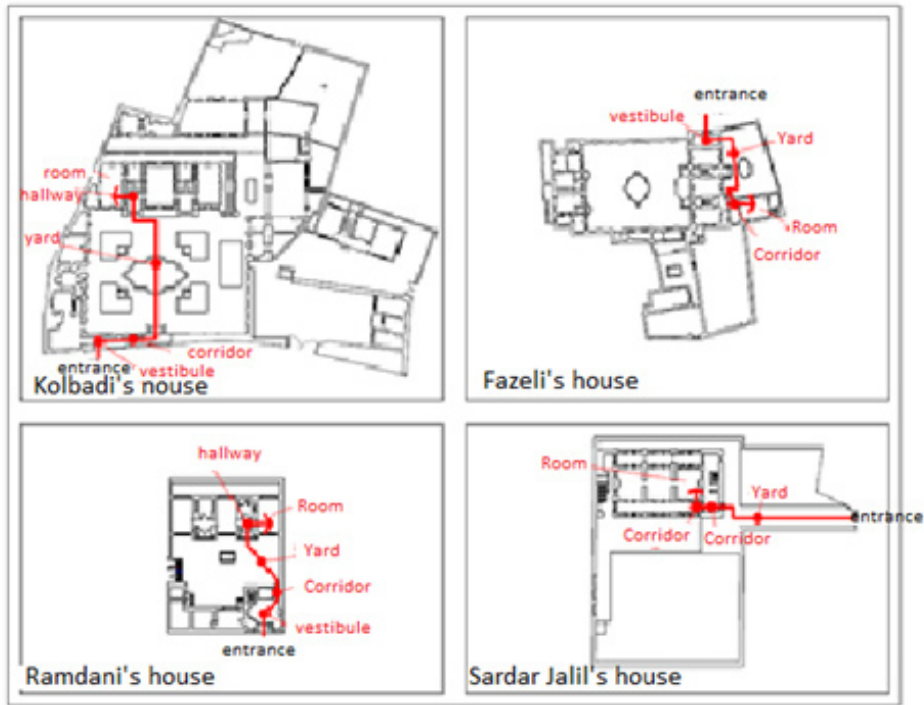 room
hallway
yard
corridor
entrance
vestibule
Kolbadi's nouse
entrance
vestibule
Yard
Room
Corridor
Fazeli's house
hallway
Room
Yard
Corridor
vestibule
entrance
Ramdani's house
Room
Yard
entrance
Corridor
Corridor
Sardar Jalil's house